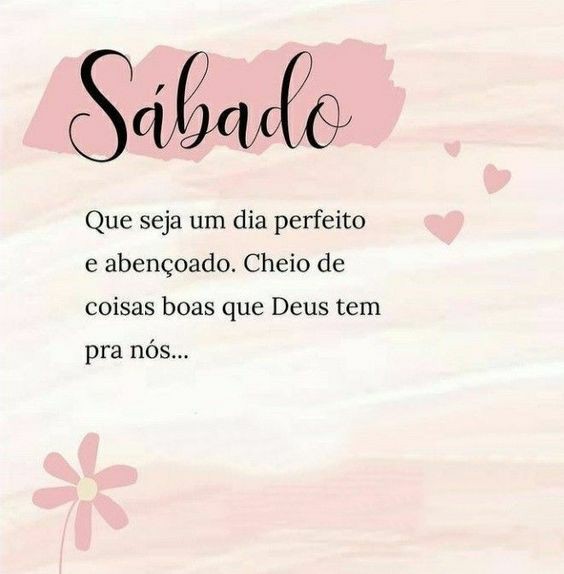 Sábado
Que seja um dia perfeito
e abençoado. Cheio de
coisas boas que Deus tem
pra nós...